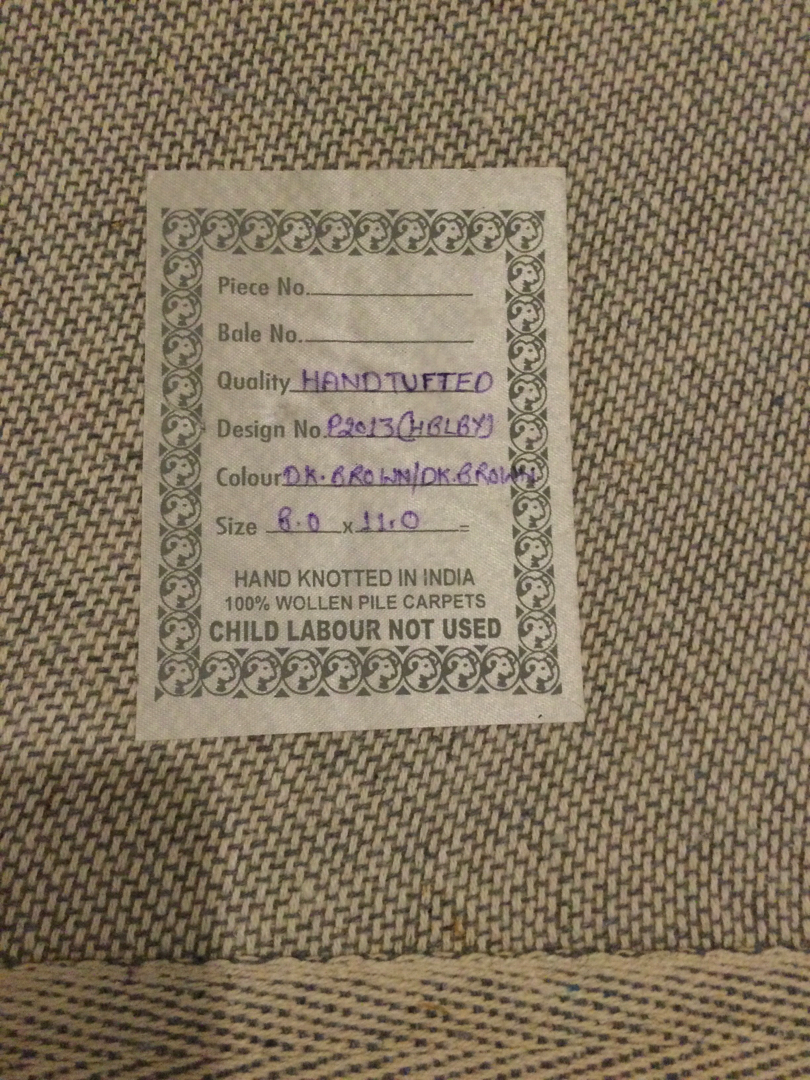 Piece No.
Bale No.
Quality HANDTUFTED
Design No. P2013(HBLBY)
Colour DK.BROWN/DK.BROWN
Size 8.0 x 11.0 =
HAND KNOTTED IN INDIA
100% WOLLEN PILE CARPETS
CHILD LABOUR NOT USED